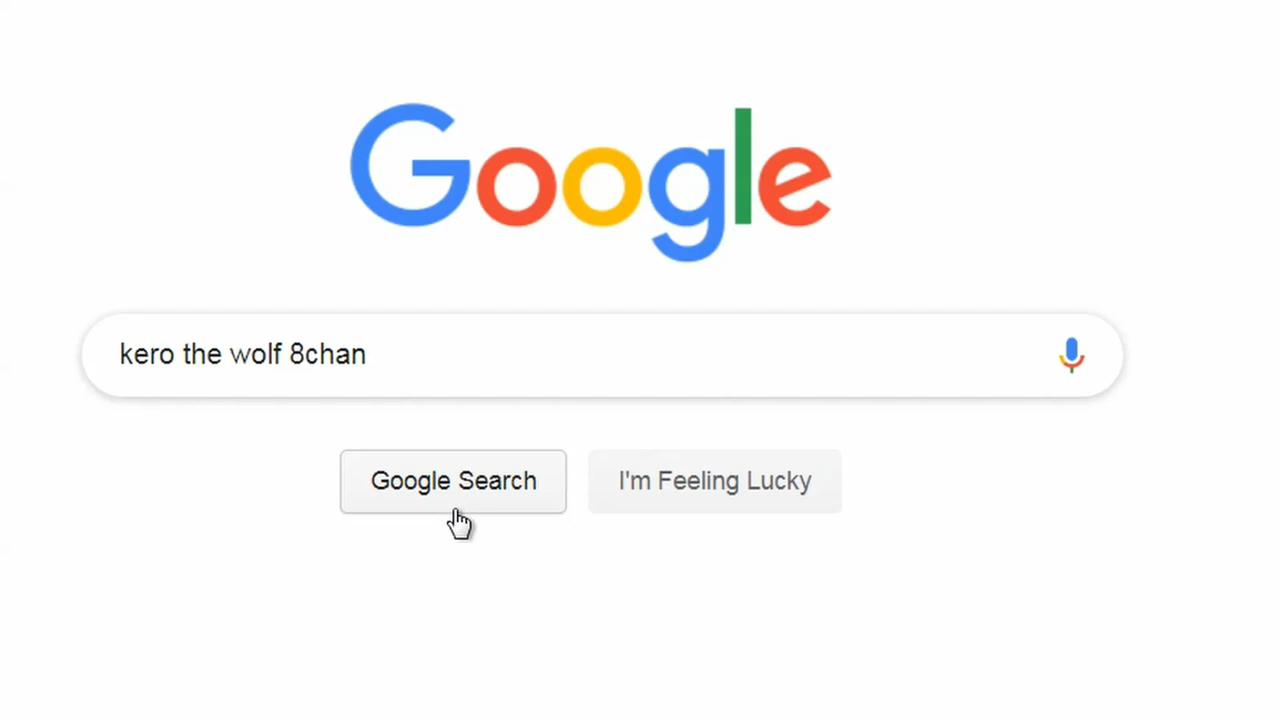 Google
kero the wolf 8chan
Google Search
I'm Feeling Lucky